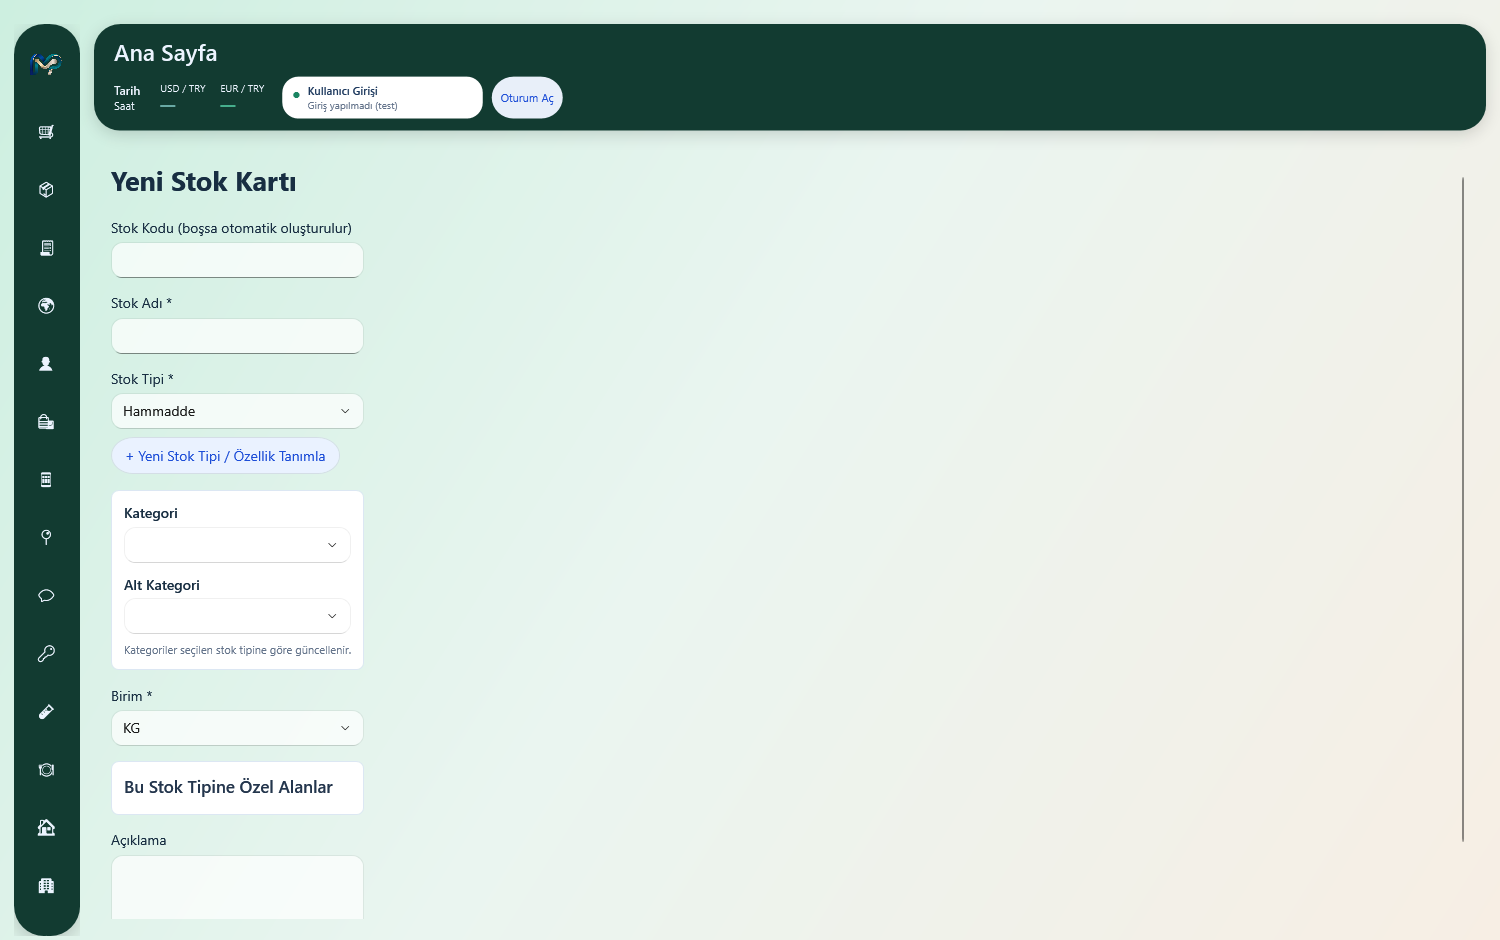 Ana Sayfa
Tarih
Saat
USD / TRY
—
EUR / TRY
—
Kullanıcı Girişi
Giriş yapılmadı (test)
Oturum Aç
Yeni Stok Kartı
Stok Kodu (boşsa otomatik oluşturulur)
Stok Adı *
Stok Tipi *
Hammadde
+ Yeni Stok Tipi / Özellik Tanımla
Kategori
Alt Kategori
Kategoriler seçilen stok tipine göre güncellenir.
Birim *
KG
Bu Stok Tipine Özel Alanlar
Açıklama